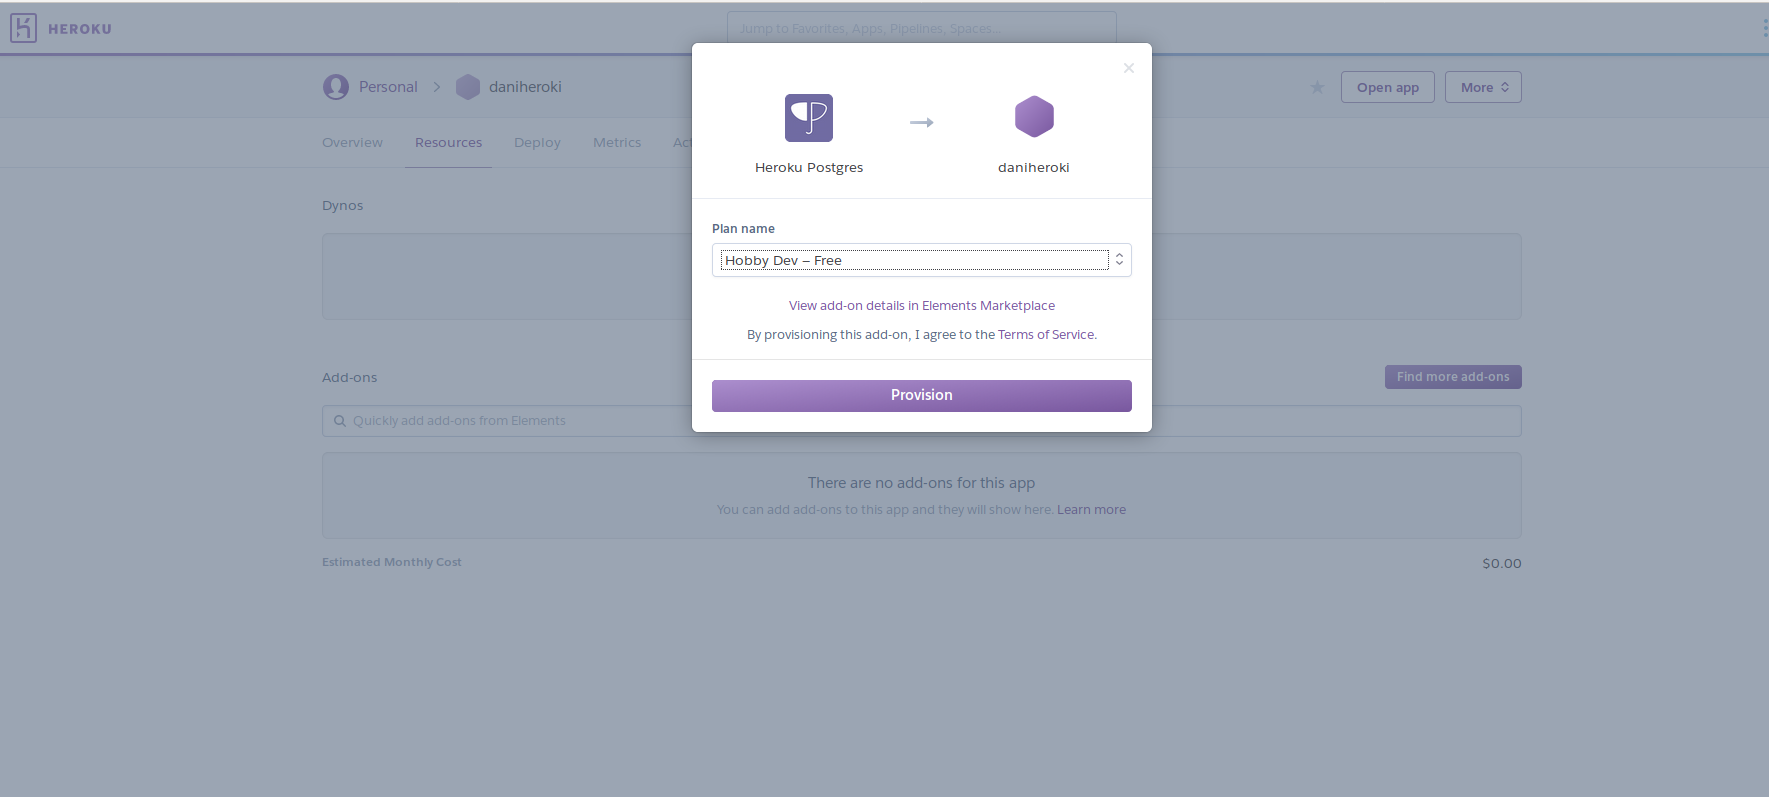 HEROKU
Jump to Favorites, Apps, Pipelines, Spaces...
Personal
daniheroki
Open app
More
Overview
Resources
Deploy
Metrics
Heroku Postgres
daniheroki
Dynos
Plan name
Hobby Dev – Free
View add-on details in Elements Marketplace
By provisioning this add-on, I agree to the Terms of Service.
Provision
Add-ons
Find more add-ons
Quickly add add-ons from Elements
There are no add-ons for this app
You can add add-ons to this app and they will show here. Learn more
Estimated Monthly Cost
$0.00